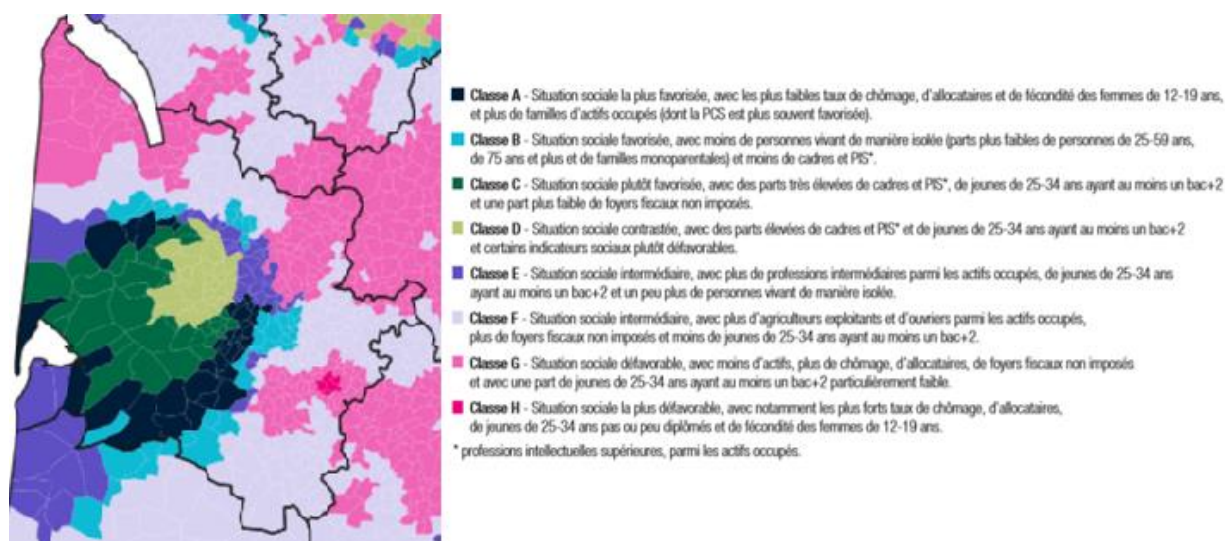 Classe A - Situation sociale la plus favorisée, avec les plus faibles taux de chômage, d'allocataires et de fécondité des femmes de 12-19 ans,
et plus de familles d'actifs occupés (dont la PCS est plus souvent favorisée).
Classe B - Situation sociale favorisée, avec moins de personnes vivant de manière isolée (parts plus faibles de personnes de 25-59 ans,
de 75 ans et plus et de familles monoparentales) et moins de cadres et PIS*.
Classe C - Situation sociale plutôt favorisée, avec des parts très élevées de cadres et PIS*, de jeunes de 25-34 ans ayant au moins un bac+2
et une part plus faible de foyers fiscaux non imposés.
Classe D - Situation sociale contrastée, avec des parts élevées de cadres et PIS* et de jeunes de 25-34 ans ayant au moins un bac+2
et certains indicateurs sociaux plutôt défavorables.
Classe E - Situation sociale intermédiaire, avec plus de professions intermédiaires parmi les actifs occupés, de jeunes de 25-34 ans
ayant au moins un bac+2 et un peu plus de personnes vivant de manière isolée.
Classe F - Situation sociale intermédiaire, avec plus d'agriculteurs exploitants et d'ouvriers parmi les actifs occupés,
plus de foyers fiscaux non imposés et moins de jeunes de 25-34 ans ayant au moins un bac+2.
Classe G - Situation sociale défavorable, avec moins d'actifs, plus de chômage, d'allocataires, de foyers fiscaux non imposés
et avec une part de jeunes de 25-34 ans ayant au moins un bac+2 particulièrement faible.
Classe H - Situation sociale la plus défavorable, avec notamment les plus forts taux de chômage, d'allocataires,
de jeunes de 25-34 ans pas ou peu diplômés et de fécondité des femmes de 12-19 ans.
* professions intellectuelles supérieures, parmi les actifs occupés.